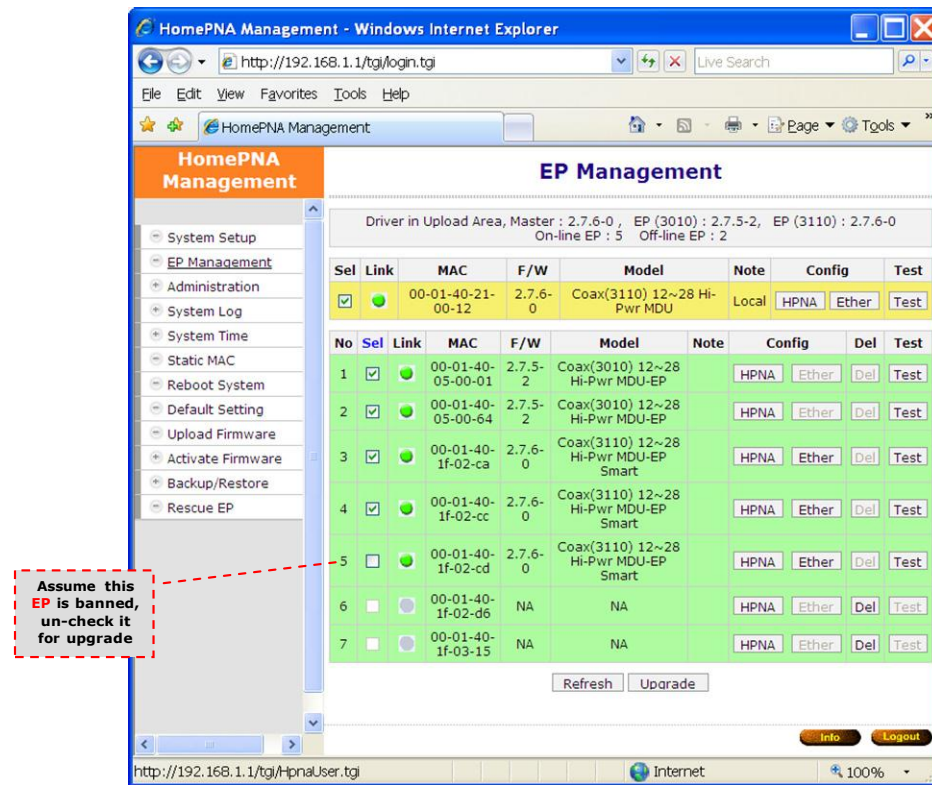 HomePNA Management - Windows Internet Explorer
http://192.168.1.1/tgi/login.tgi
Live Search
File Edit View Favorites Tools Help
HomePNA Management
Page Tools »
HomePNA
Management
System Setup
EP Management
Administration
System Log
System Time
Static MAC
Reboot System
Default Setting
Upload Firmware
Activate Firmware
Backup/Restore
Rescue EP
EP Management
Driver in Upload Area, Master : 2.7.6-0 , EP (3010) : 2.7.5-2, EP (3110) : 2.7.6-0
On-line EP : 5 Off-line EP : 2
Sel Link MAC F/W Model Note Config Test
00-01-40-21-00-12 2.7.6-0 Coax(3110) 12~28 Hi-Pwr MDU Local HPNA Ether Test
No Sel Link MAC F/W Model Note Config Del Test
1 00-01-40-05-00-01 2.7.5-2 Coax(3010) 12~28 Hi-Pwr MDU-EP HPNA Ether Del Test
2 00-01-40-05-00-64 2.7.5-2 Coax(3010) 12~28 Hi-Pwr MDU-EP HPNA Ether Del Test
3 00-01-40-1f-02-ca 2.7.6-0 Coax(3110) 12~28 Hi-Pwr MDU-EP Smart HPNA Ether Del Test
4 00-01-40-1f-02-cc 2.7.6-0 Coax(3110) 12~28 Hi-Pwr MDU-EP Smart HPNA Ether Del Test
5 00-01-40-1f-02-cd 2.7.6-0 Coax(3110) 12~28 Hi-Pwr MDU-EP Smart HPNA Ether Del Test
6 00-01-40-1f-02-d6 NA NA HPNA Ether Del Test
7 00-01-40-1f-03-15 NA NA HPNA Ether Del Test
Refresh Upgrade
Info Logout
Assume this
EP is banned,
un-check it
for upgrade
http://192.168.1.1/tgi/HpnaUser.tgi Internet 100%